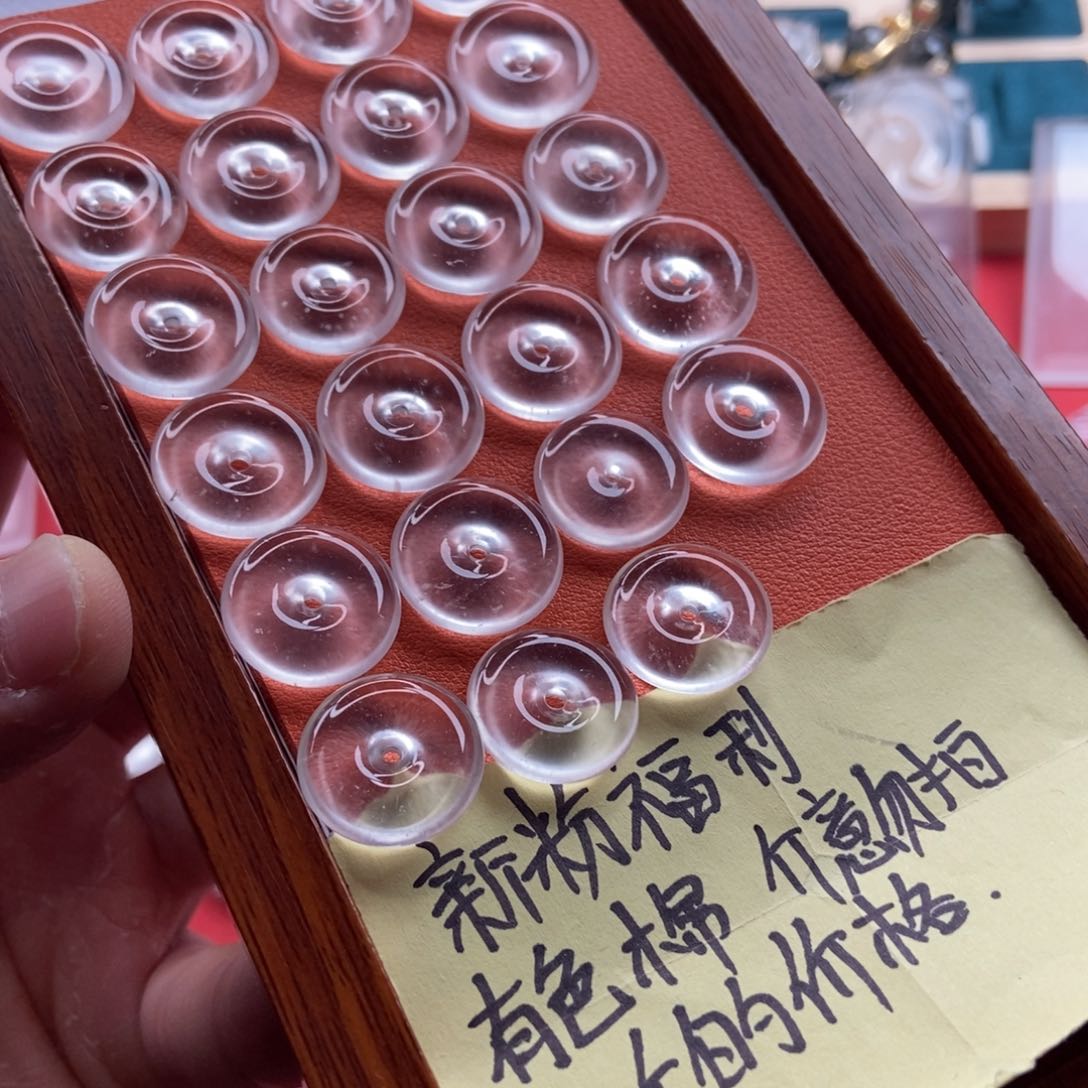 新粉福利
有色棉 介意勿拍
的价格.